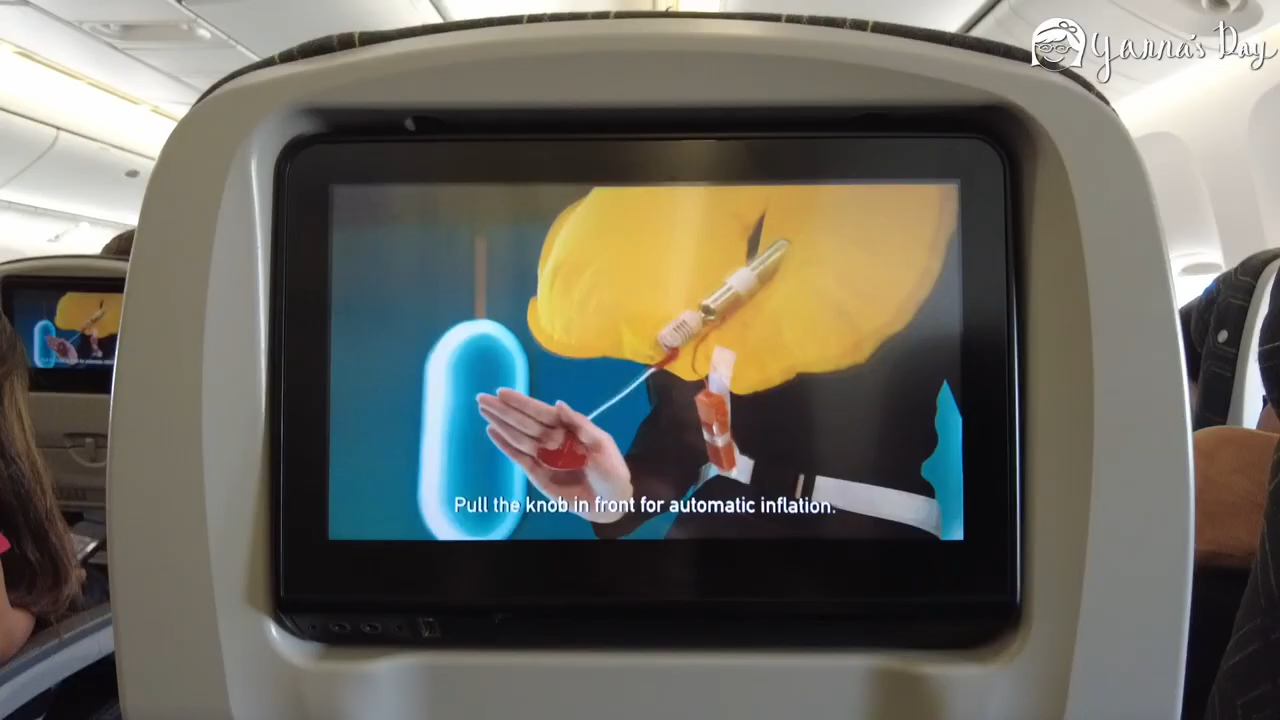 Yanna's Day
Pull the knob in front for automatic inflation.